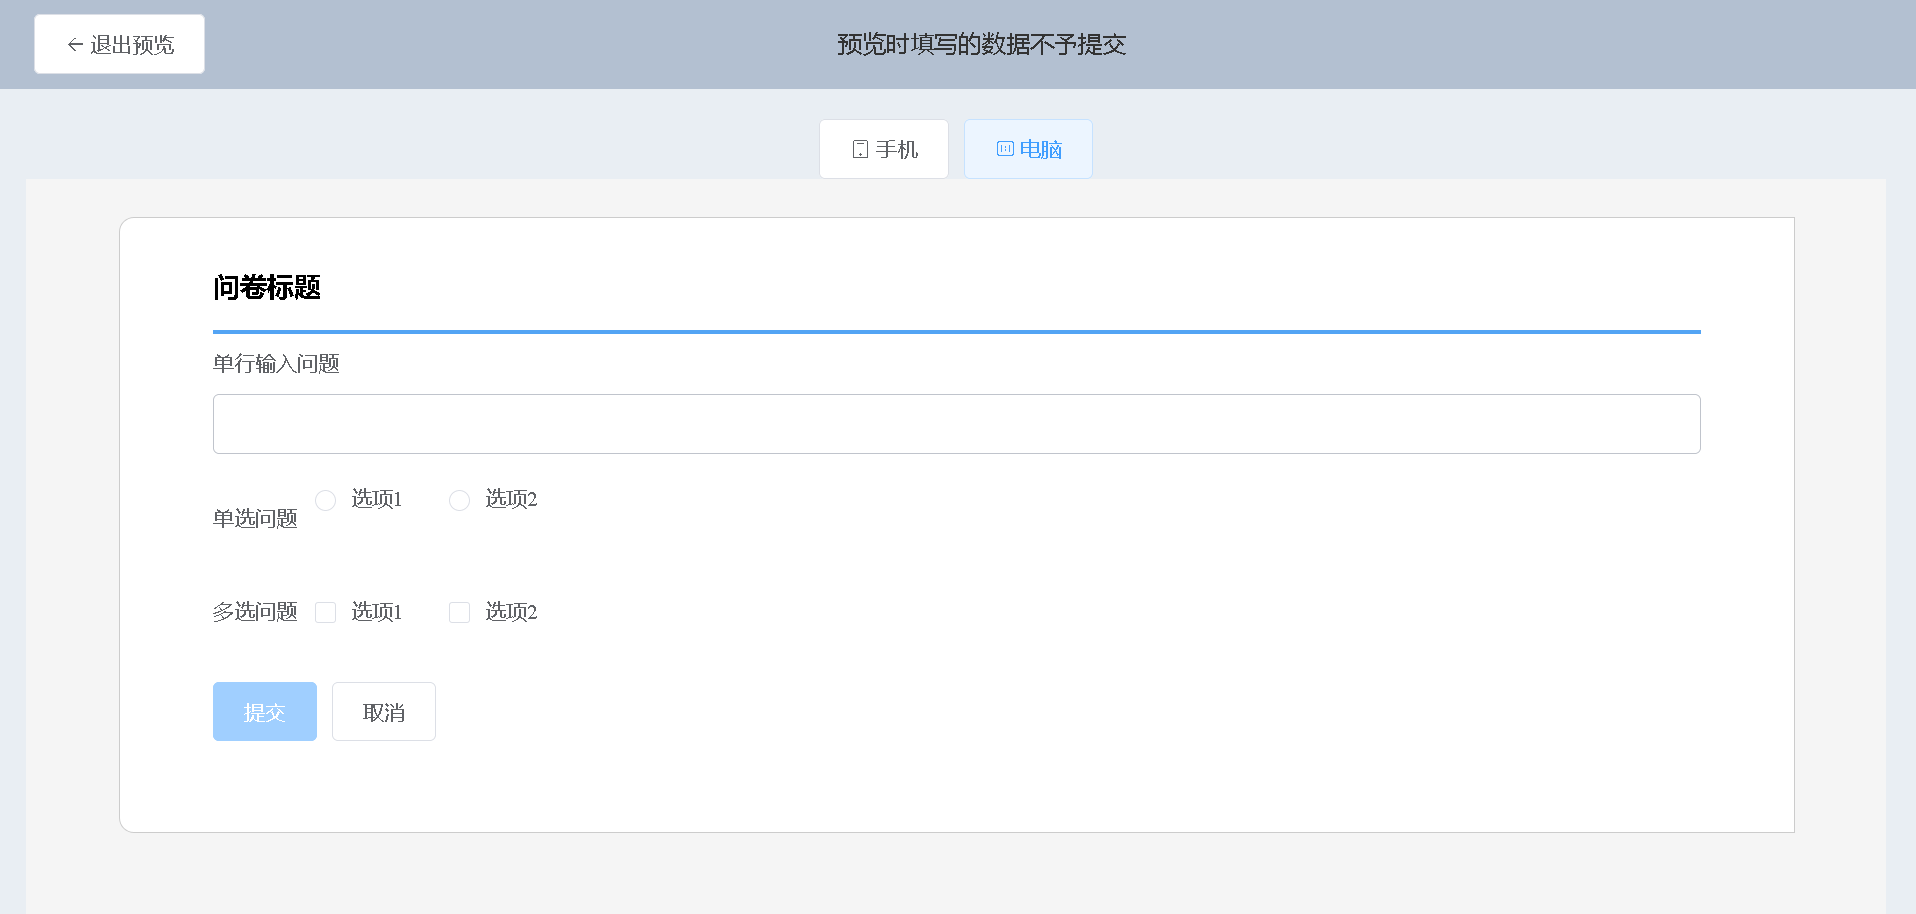 退出预览
预览时填写的数据不予提交
手机
电脑
问卷标题
单行输入问题
单选问题 选项1 选项2
多选问题 选项1 选项2
提交 取消